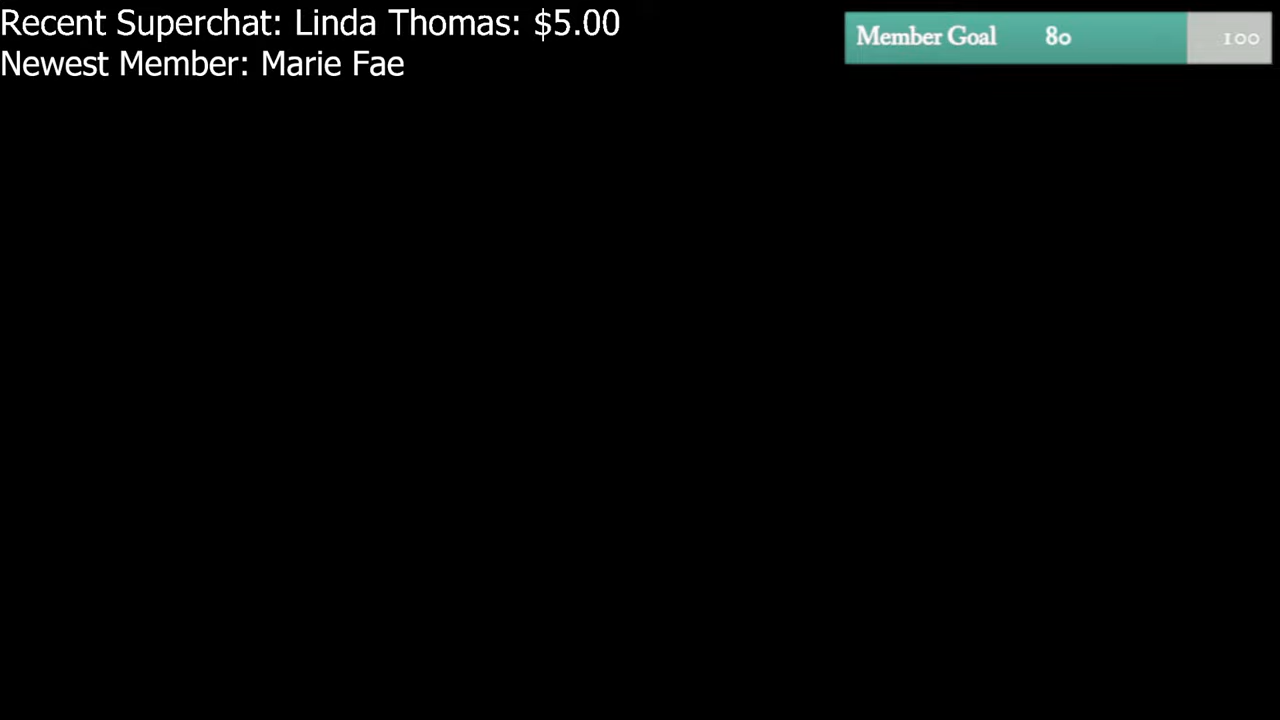 Recent Superchat: Linda Thomas: $5.00
Newest Member: Marie Fae
Member Goal 80 100